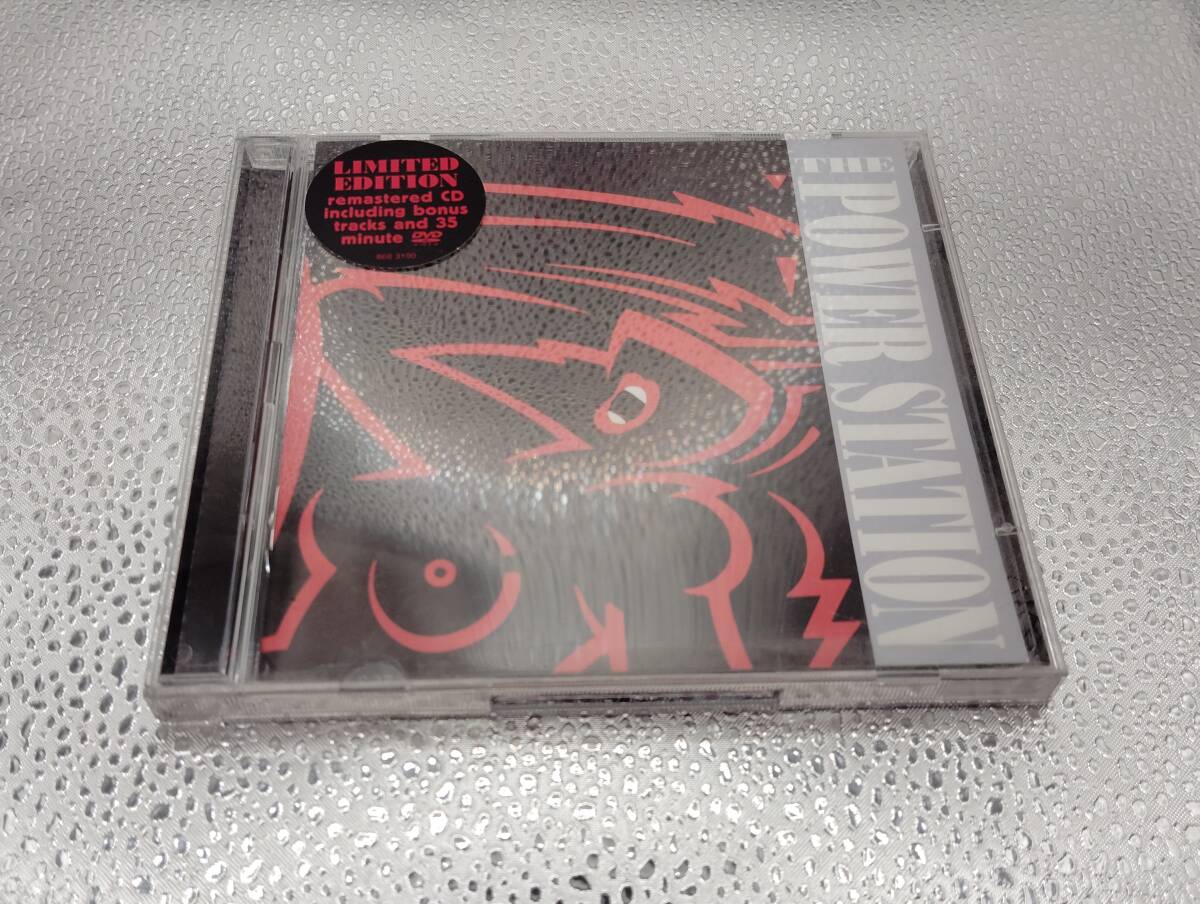 LIMITED
EDITION
remastered CD
including bonus
tracks and 35
minute DVD
THE POWER STATION